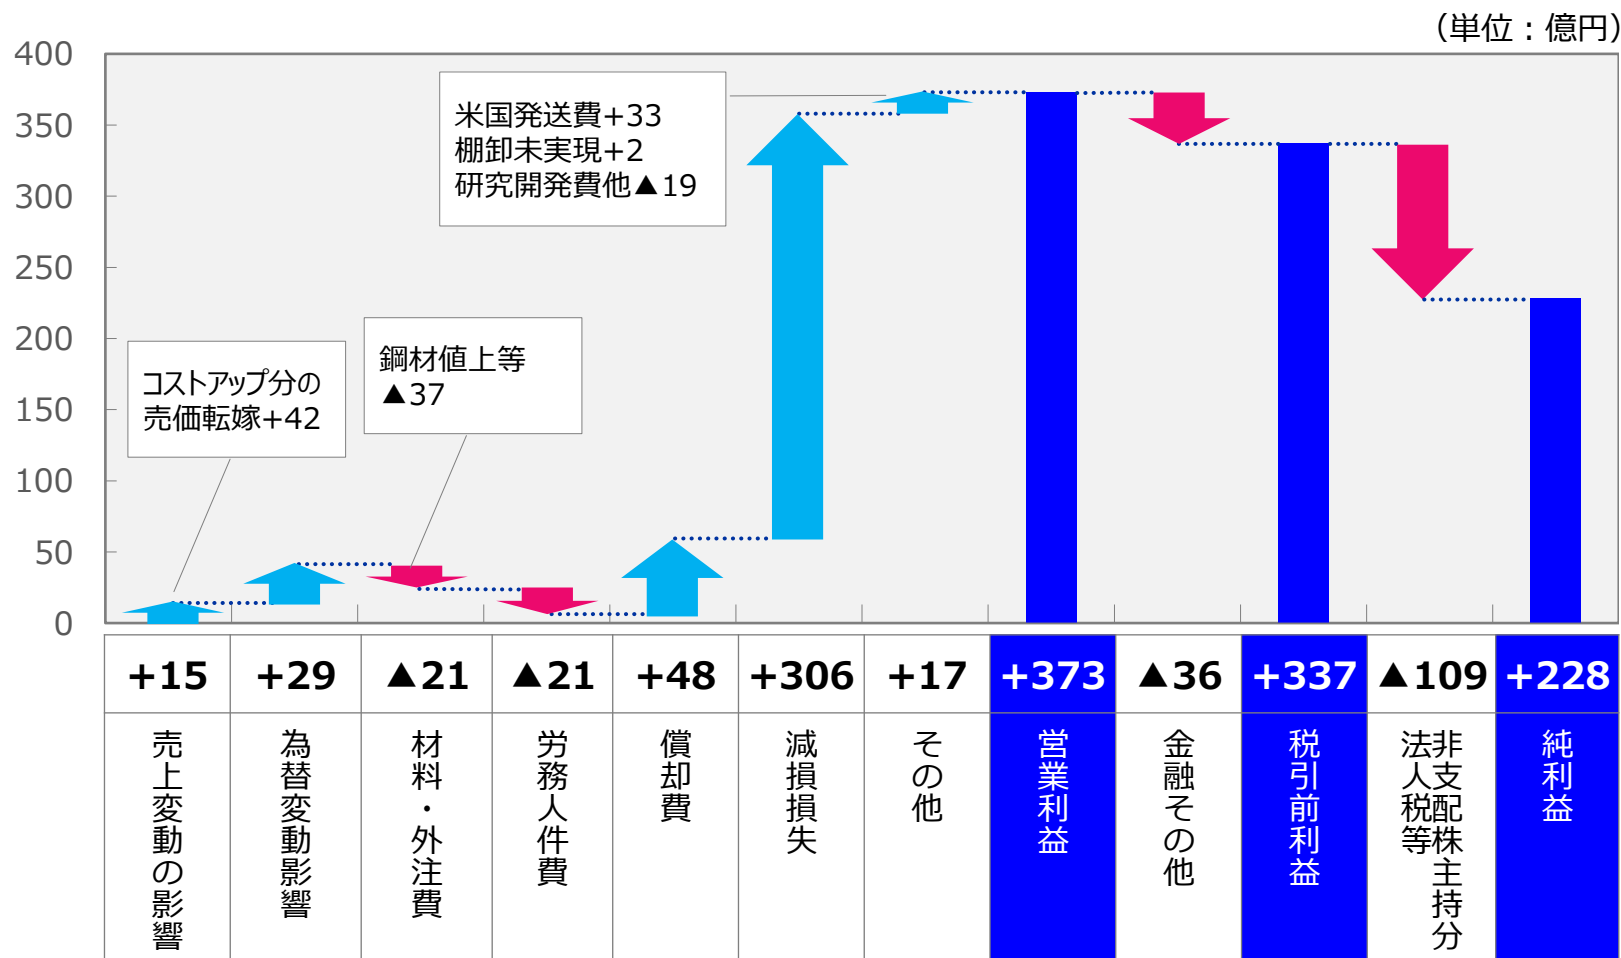 （単位：億円）
400
350
300
250
200
150
100
50
0
米国発送費+33
棚卸未実現+2
研究開発費他▲19
鋼材値上等
▲37
コストアップ分の
売価転嫁+42
+15
+29
▲21
▲21
+48
+306
+17
+373
▲36
+337
▲109
+228
売上変動の影響
為替変動影響
材料・外注費
労務人件費
償却費
減損損失
その他
営業利益
金融その他
税引前利益
非支配株主持分
法人税等
純利益